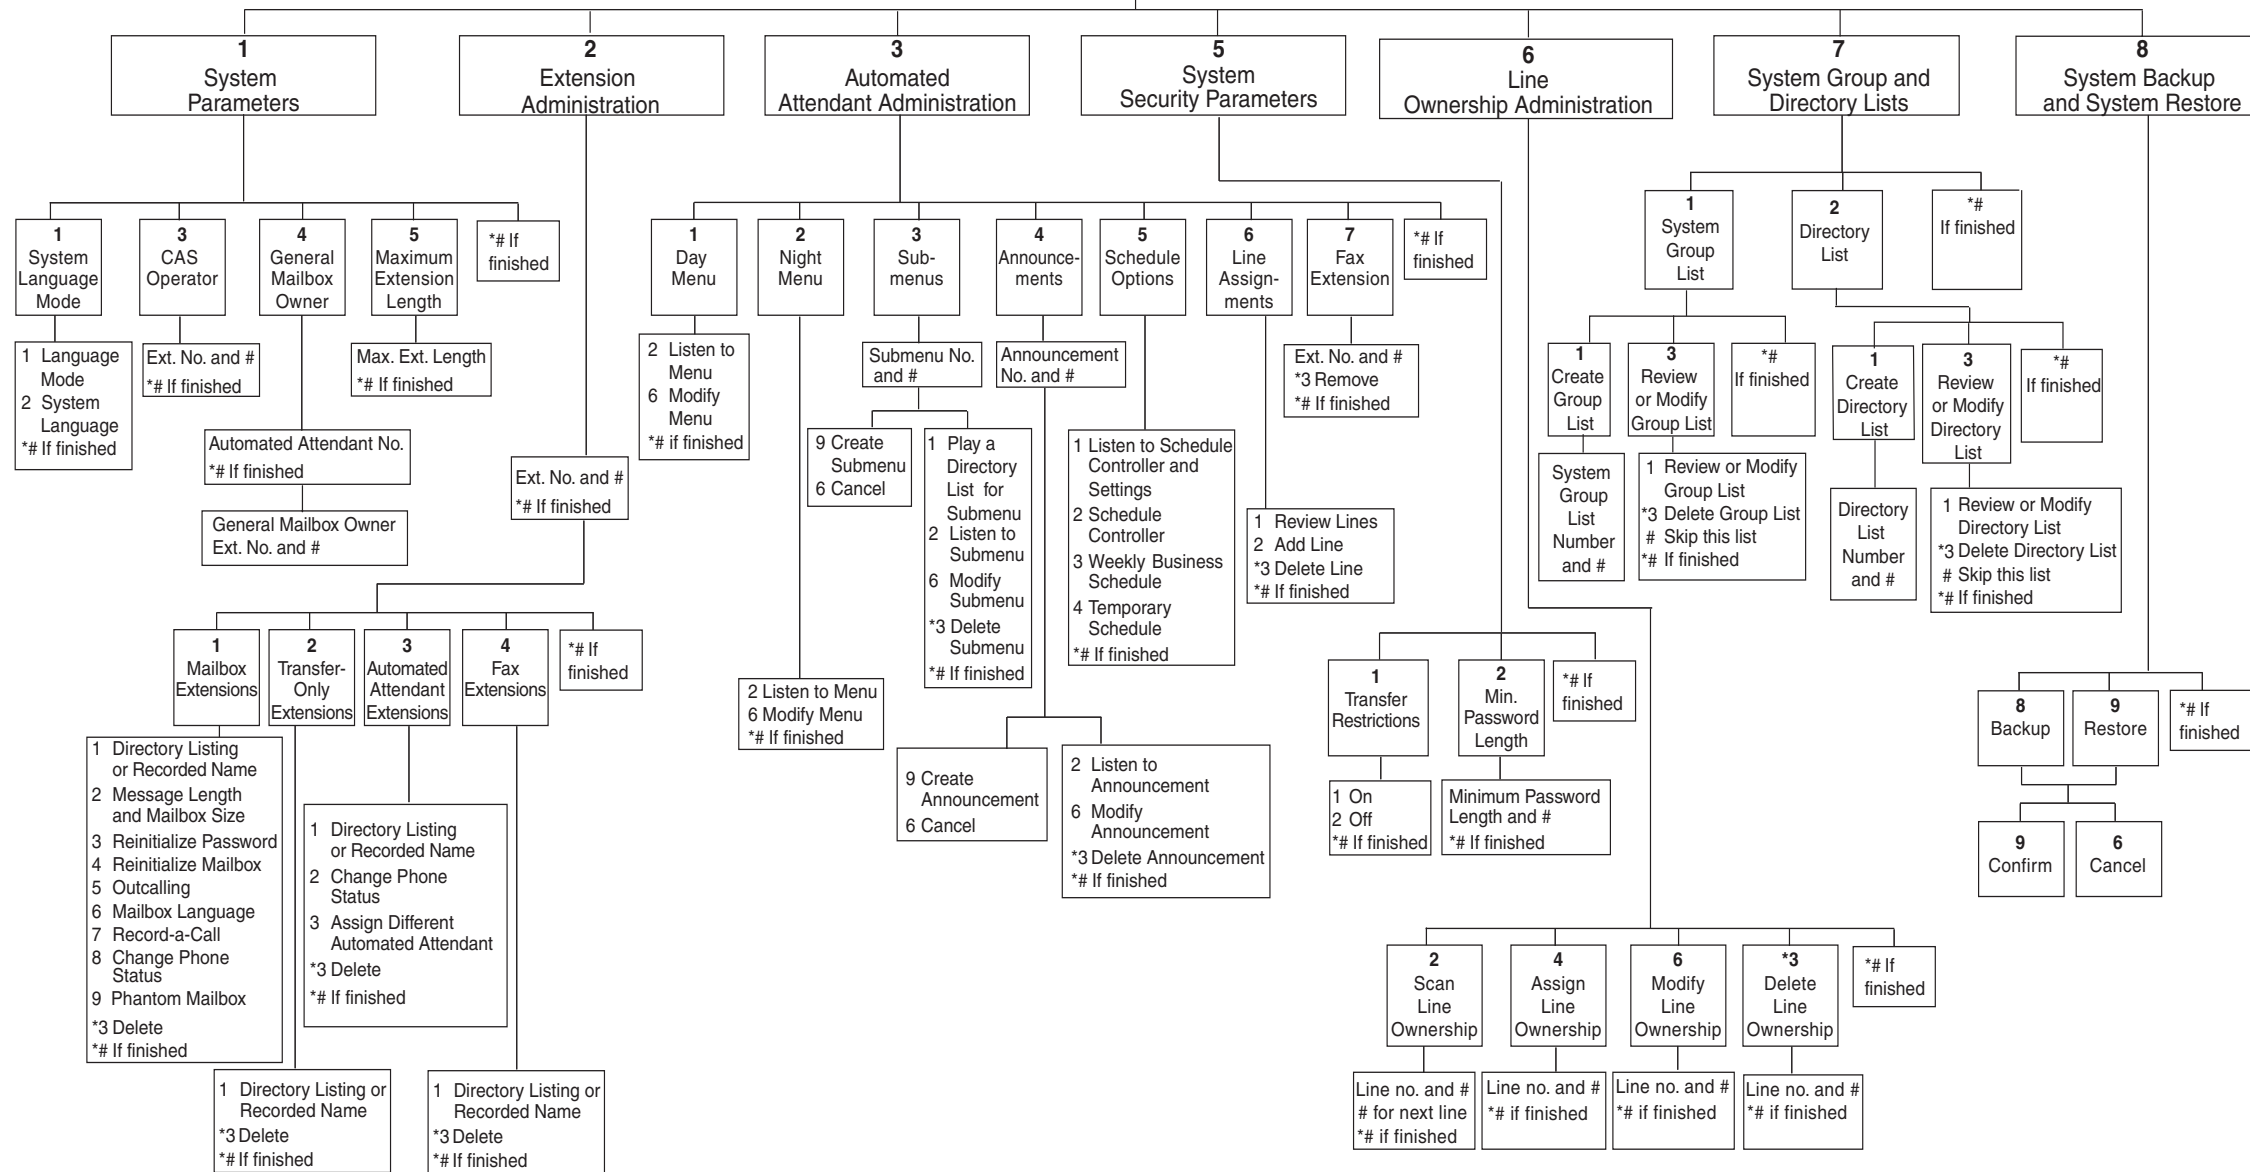 1
System
Parameters
2
Extension
Administration
3
Automated
Attendant Administration
5
System
Security Parameters
6
Line
Ownership Administration
7
System Group and
Directory Lists
8
System Backup
and System Restore
1
System
Language
Mode
3
CAS
Operator
4
General
Mailbox
Owner
5
Maximum
Extension
Length
*# If
finished
1 Language
Mode
2 System
Language
*# If finished
Ext. No. and #
*# If finished
Automated Attendant No.
*# If finished
General Mailbox Owner
Ext. No. and #
Max. Ext. Length
*# If finished
Ext. No. and #
*# If finished
1
Mailbox
Extensions
2
Transfer-
Only
Extensions
3
Automated
Attendant
Extensions
4
Fax
Extensions
*# If
finished
1 Directory Listing
or Recorded Name
2 Message Length
and Mailbox Size
3 Reinitialize Password
4 Reinitialize Mailbox
5 Outcalling
6 Mailbox Language
7 Record-a-Call
8 Change Phone
Status
9 Phantom Mailbox
*3 Delete
*# If finished
1 Directory Listing or
Recorded Name
*3 Delete
*# If finished
1 Directory Listing
or Recorded Name
2 Change Phone
Status
3 Assign Different
Automated Attendant
*3 Delete
*# If finished
1 Directory Listing or
Recorded Name
*3 Delete
*# If finished
1
Day
Menu
2
Night
Menu
3
Sub-
menus
4
Announce-
ments
5
Schedule
Options
6
Line
Assign-
ments
7
Fax
Extension
*# If
finished
2 Listen to
Menu
6 Modify
Menu
*# if finished
2 Listen to Menu
6 Modify Menu
*# If finished
Submenu No.
and #
9 Create
Submenu
6 Cancel
1 Play a
Directory
List for
Submenu
2 Listen to
Submenu
6 Modify
Submenu
*3 Delete
Submenu
*# If finished
Announcement
No. and #
9 Create
Announcement
6 Cancel
2 Listen to
Announcement
6 Modify
Announcement
*3 Delete Announcement
*# If finished
1 Listen to Schedule
Controller and
Settings
2 Schedule
Controller
3 Weekly Business
Schedule
4 Temporary
Schedule
*# If finished
1 Review Lines
2 Add Line
*3 Delete Line
*# If finished
Ext. No. and #
*3 Remove
*# If finished
1
Transfer
Restrictions
2
Min.
Password
Length
*# If
finished
1 On
2 Off
*# If finished
Minimum Password
Length and #
*# If finished
2
Scan
Line
Ownership
4
Assign
Line
Ownership
6
Modify
Line
Ownership
*3
Delete
Line
Ownership
*# If
finished
Line no. and #
# for next line
*# if finished
Line no. and #
*# if finished
Line no. and #
*# if finished
Line no. and #
*# if finished
1
System
Group
List
2
Directory
List
*#
If finished
1
Create
Group
List
3
Review
or Modify
Group List
*#
If finished
System
Group
List
Number
and #
1 Review or Modify
Group List
*3 Delete Group List
# Skip this list
*# If finished
1
Create
Directory
List
3
Review
or Modify
Directory
List
*#
If finished
Directory
List
Number
and #
1 Review or Modify
Directory List
*3 Delete Directory List
# Skip this list
*# If finished
8
Backup
9
Restore
*# If
finished
9
Confirm
6
Cancel